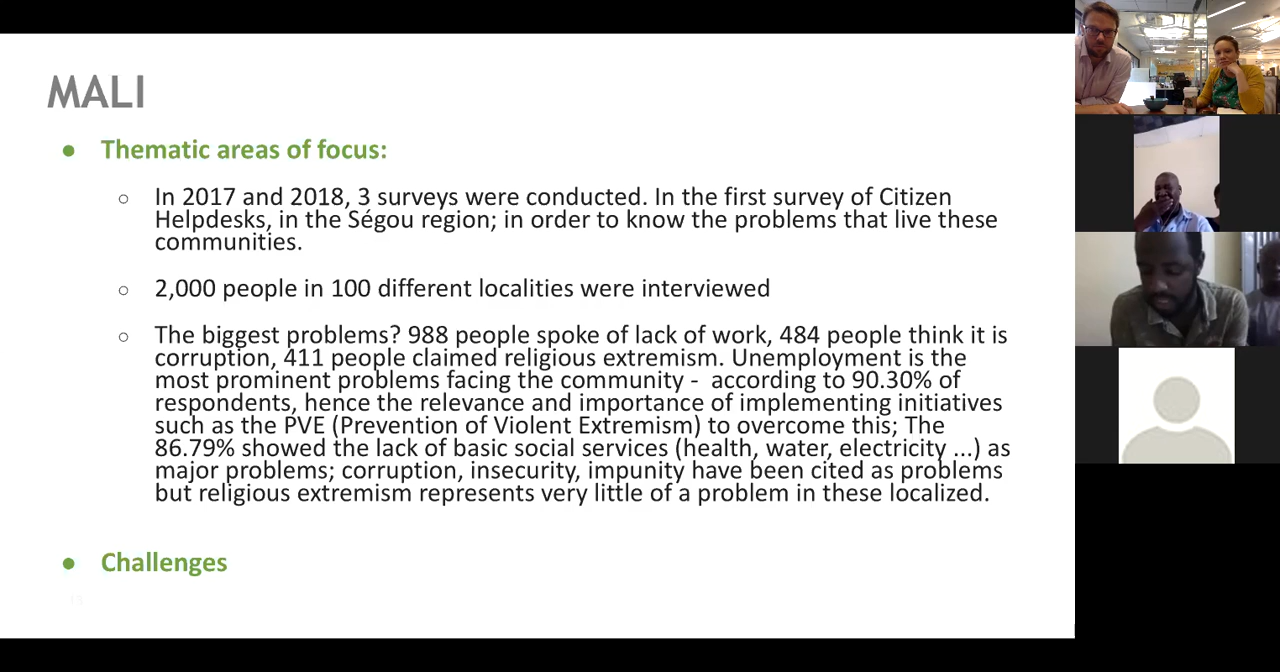 MALI
● Thematic areas of focus:
○ In 2017 and 2018, 3 surveys were conducted. In the first survey of Citizen
Helpdesks, in the Ségou region; in order to know the problems that live these
communities.
○ 2,000 people in 100 different localities were interviewed
○ The biggest problems? 988 people spoke of lack of work, 484 people think it is
corruption, 411 people claimed religious extremism. Unemployment is the
most prominent problems facing the community -  according to 90.30% of
respondents, hence the relevance and importance of implementing initiatives
such as the PVE (Prevention of Violent Extremism) to overcome this; The
86.79% showed the lack of basic social services (health, water, electricity ...) as
major problems; corruption, insecurity, impunity have been cited as problems
but religious extremism represents very little of a problem in these localized.
● Challenges
13